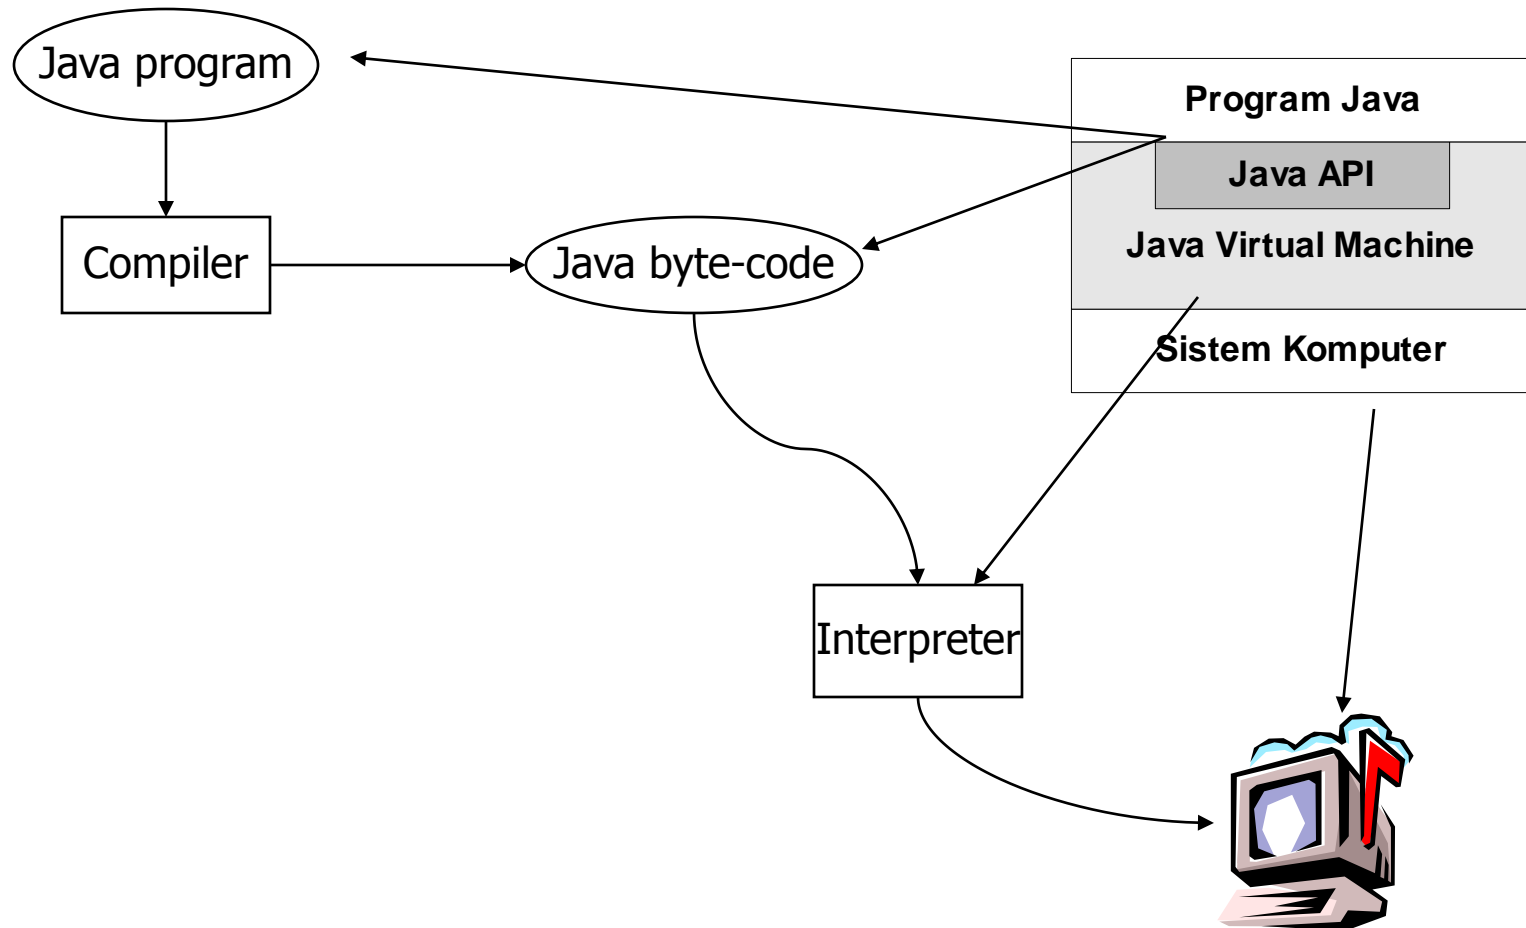 Java program
Program Java
Java API
Java Virtual Machine
Compiler
Java byte-code
Sistem Komputer
Interpreter